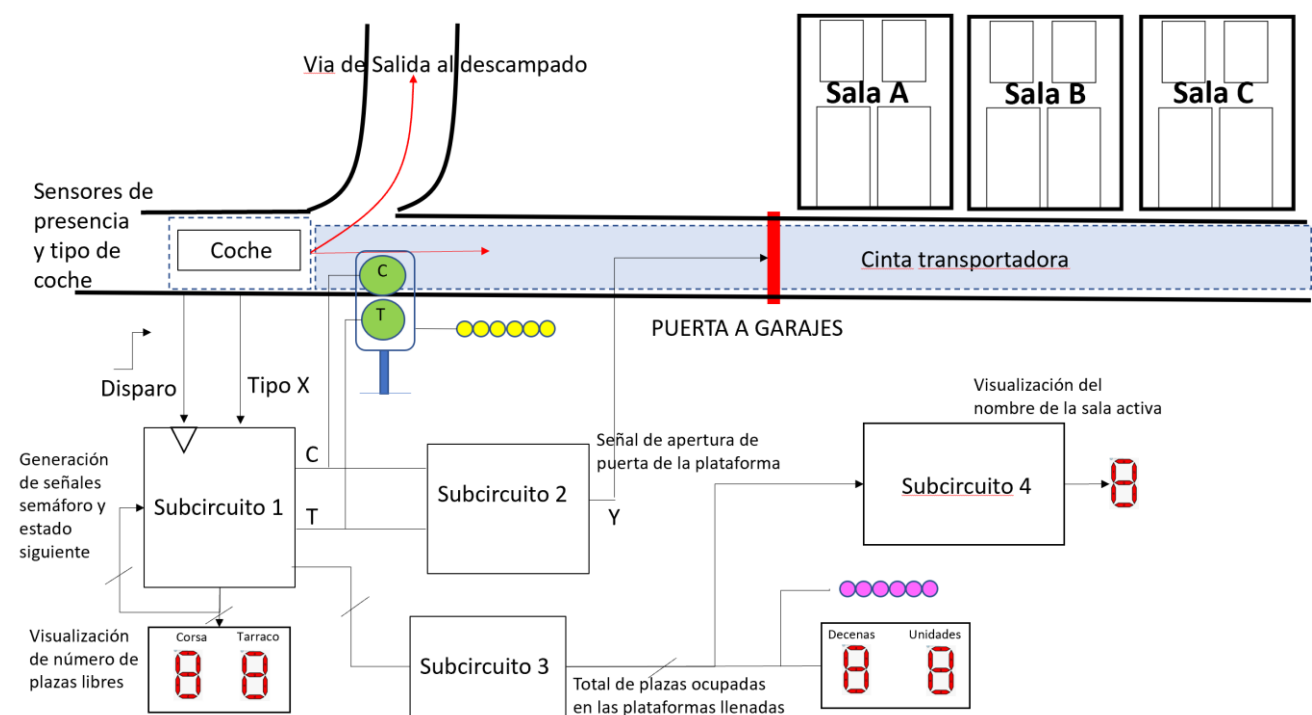 Via de Salida al descampado
Sala A
Sala B
Sala C
Sensores de
presencia
y tipo de
coche
Coche
C
T
Cinta transportadora
PUERTA A GARAJES
Disparo
Tipo X
Visualización del
nombre de la sala activa
Generación
de señales
semáforo y
estado
siguiente
Subcircuito 1
C
T
Subcircuito 2
Señal de apertura de
puerta de la plataforma
Y
Subcircuito 4
Visualización
de número de
plazas libres
Corsa
Tarraco
Subcircuito 3
Total de plazas ocupadas
en las plataformas llenadas
Decenas
Unidades